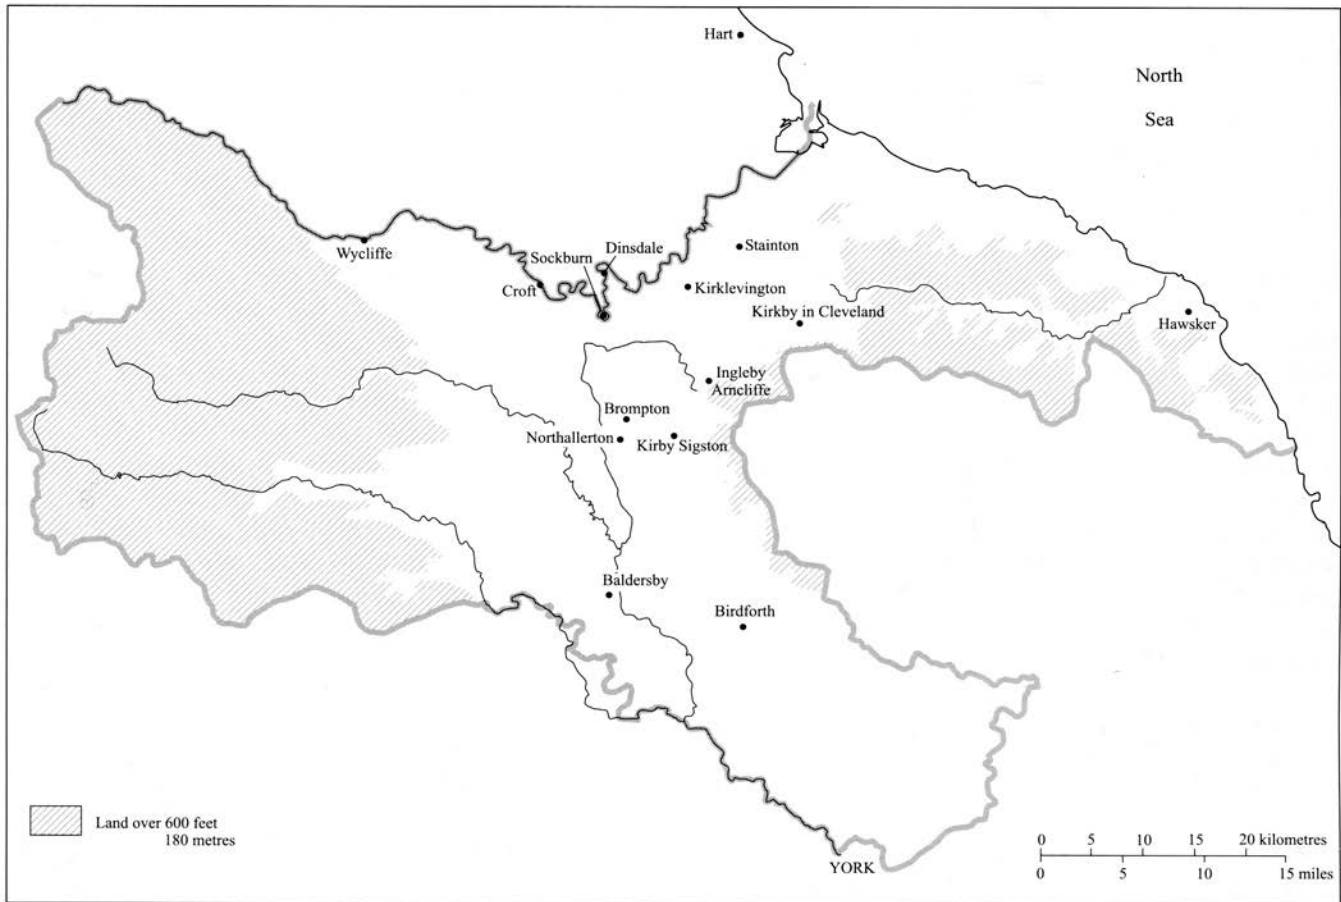 Hart
North
Sea
Wycliffe
Sockburn
Dinsdale
Stainton
Croft
Kirklevington
Kirkby in Cleveland
Hawsker
Ingleby
Arncliffe
Brompton
Northallerton
Kirby Sigston
Baldersby
Birdforth
Land over 600 feet
180 metres
YORK
0 5 10 15 20 kilometres
0 5 10 15 miles